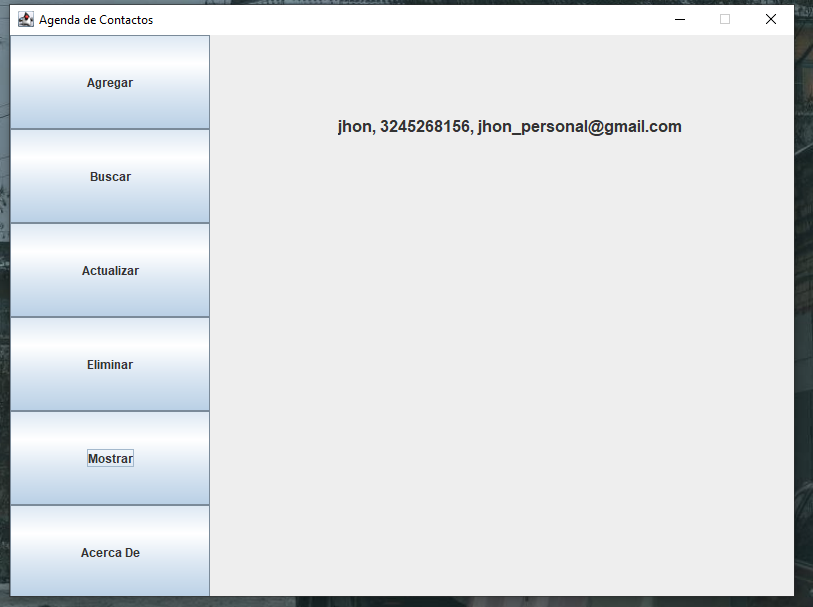 Agenda de Contactos
Agregar
jhon, 3245268156, jhon_personal@gmail.com
Buscar
Actualizar
Eliminar
Mostrar
Acerca De